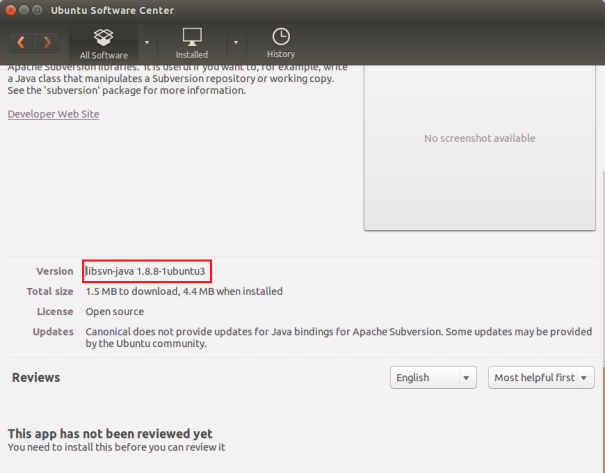 Ubuntu Software Center
All Software
Installed
History
Apache Subversion libraries. It is useful if you want to, for example, write
a Java class that manipulates a Subversion repository or working copy.
See the 'subversion' package for more information.
Developer Web Site
No screenshot available
Version libsvn-java 1.8.8-1ubuntu3
Total size 1.5 MB to download, 4.4 MB when installed
License Open source
Updates Canonical does not provide updates for Java bindings for Apache Subversion. Some updates may be provided
by the Ubuntu community.
Reviews English Most helpful first
This app has not been reviewed yet
You need to install this before you can review it